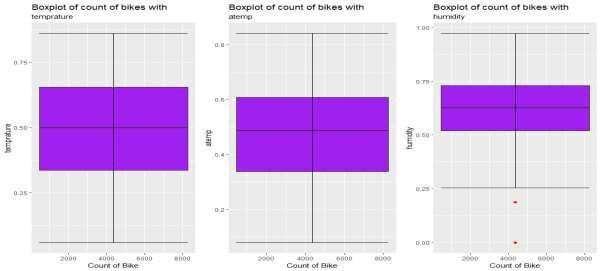 Boxplot of count of bikes with
temprature
temprature
0.75
0.50
0.25
2000 4000 6000 8000
Count of Bike
Boxplot of count of bikes with
atemp
atemp
0.8
0.6
0.4
0.2
2000 4000 6000 8000
Count of Bike
Boxplot of count of bikes with
humidity
humidity
1.00
0.75
0.50
0.25
0.00
2000 4000 6000 8000
Count of Bike